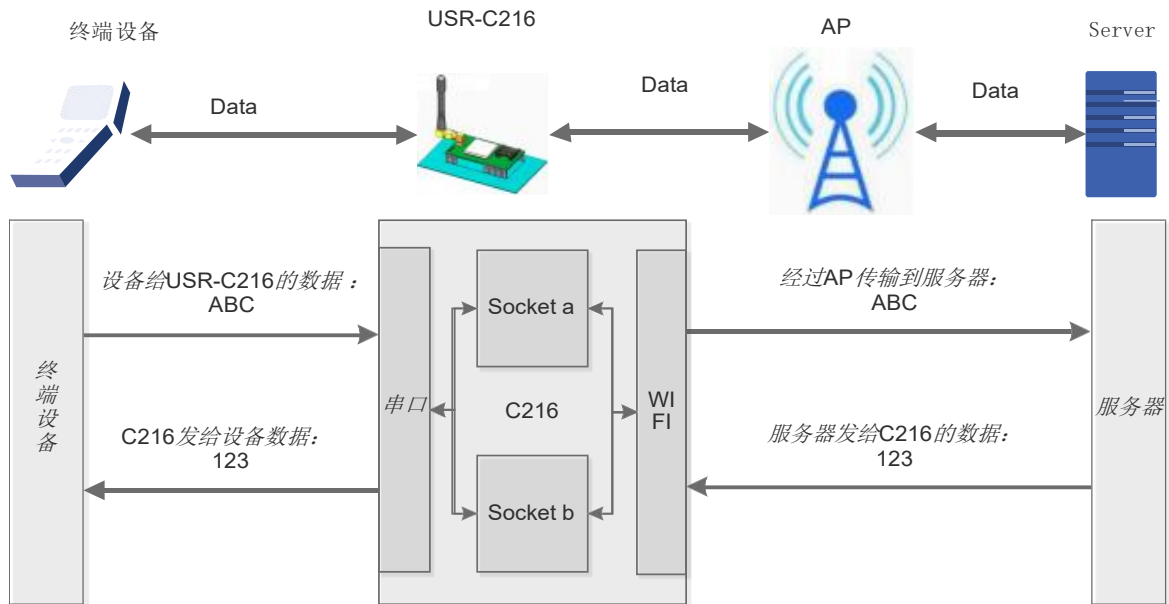 终端设备
USR-C216
AP
Server
Data
Data
Data
设备给USR-C216的数据：
ABC
经过AP传输到服务器：
ABC
Socket a
终端设备
串口
C216
WI
FI
服务器
C216发给设备数据：
123
服务器发给C216的数据：
123
Socket b